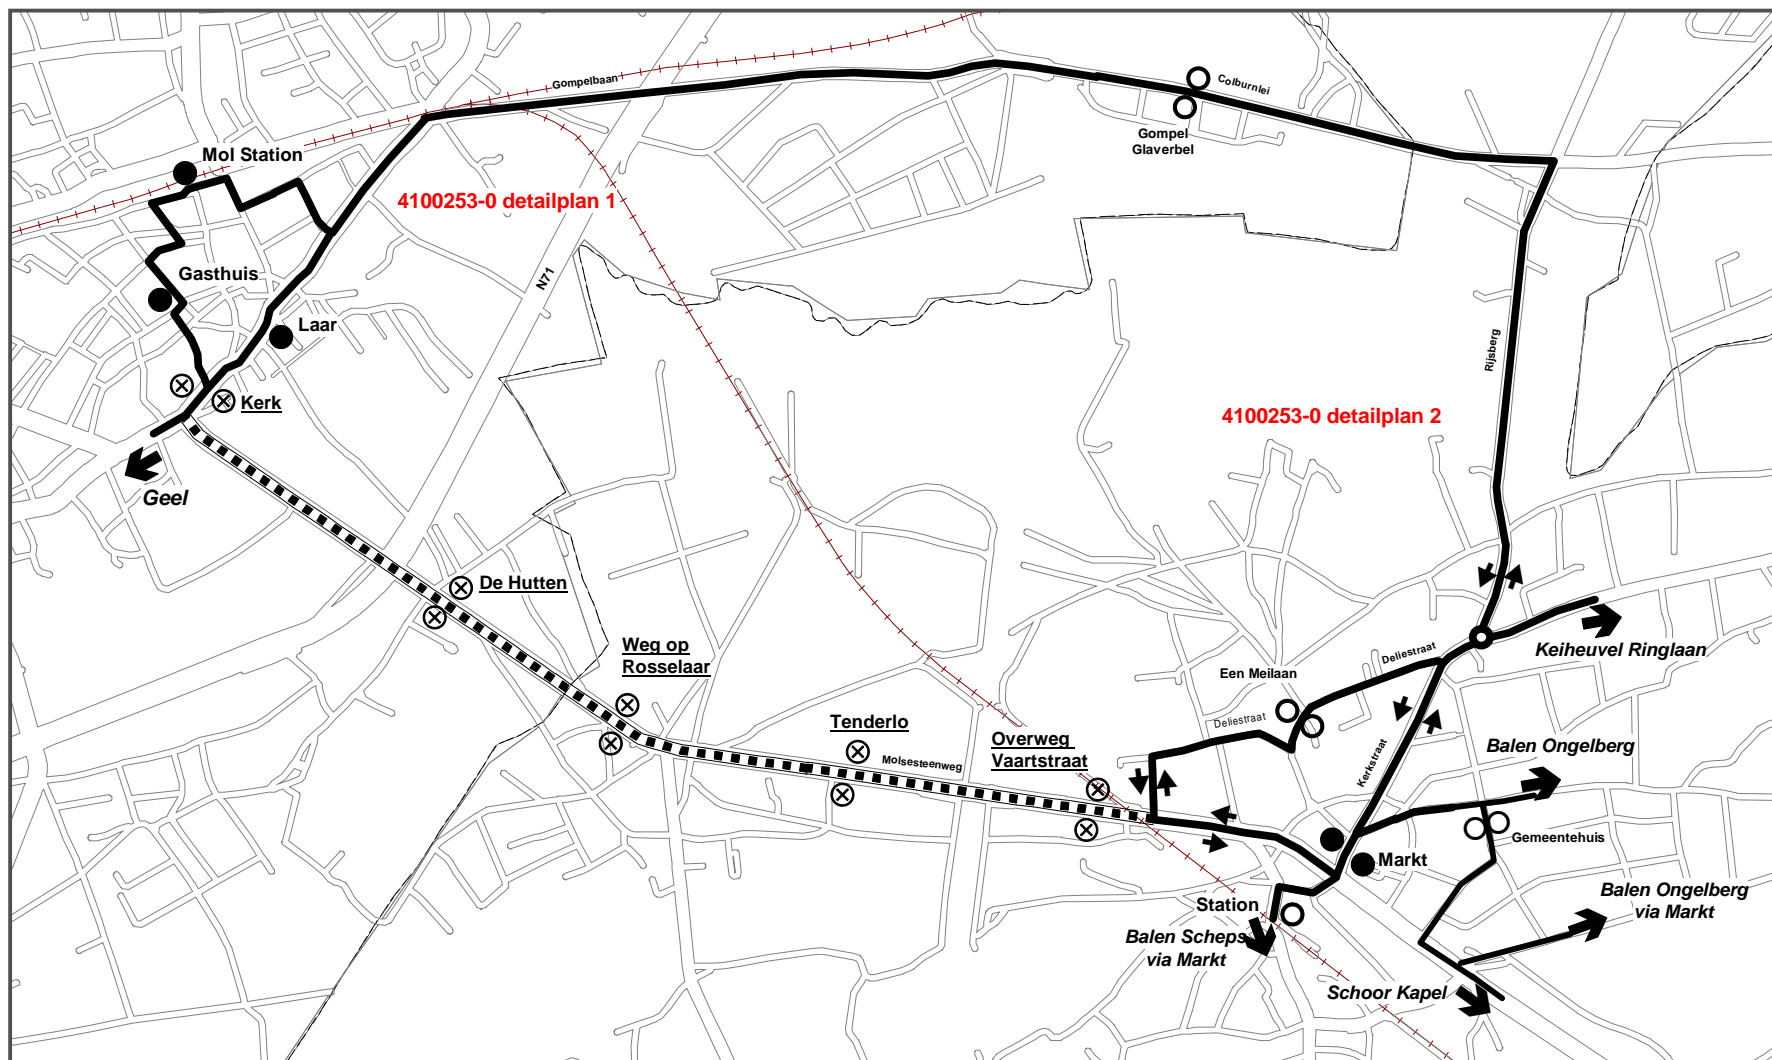 Gompelbaan
Colburnlei
Gompel
Glaverbel
Mol Station
4100253-0 detailplan 1
Gasthuis
N71
Laar
Rijsberg
Kerk
4100253-0 detailplan 2
Geel
De Hutten
Weg op
Rosselaar
Deliestraat
Keiheuvel Ringlaan
Een Meilaan
Deliestraat
Tenderlo
Overweg
Vaartstraat
Molsesteenweg
Kerkstraat
Balen Ongelberg
Gemeentehuis
Markt
Station
Balen Ongelberg
via Markt
Balen Scheps
via Markt
Schoor Kapel